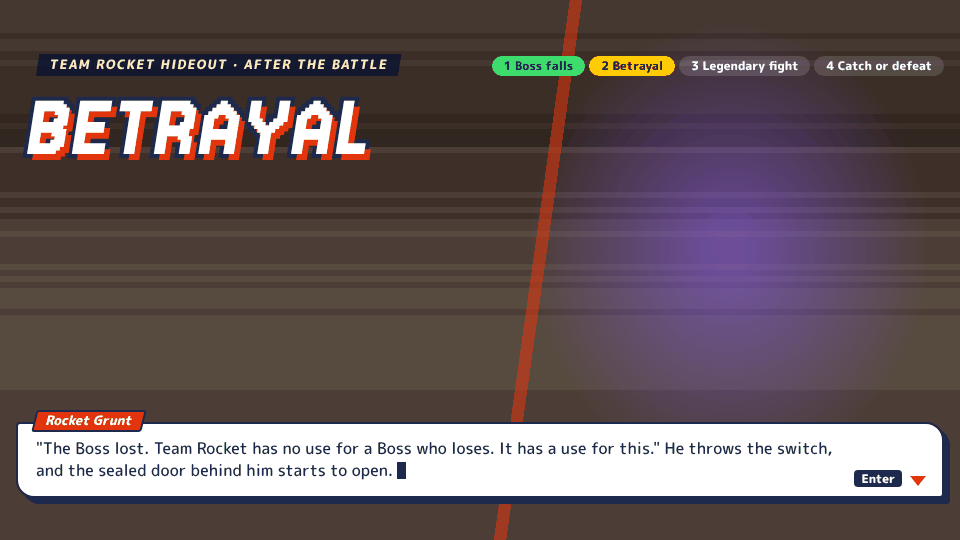 TEAM ROCKET HIDEOUT · AFTER THE BATTLE
1 Boss falls
2 Betrayal
3 Legendary fight
4 Catch or defeat
BETRAYAL
Rocket Grunt
"The Boss lost. Team Rocket has no use for a Boss who loses. It has a use for this." He throws the switch,
and the sealed door behind him starts to open.
Enter